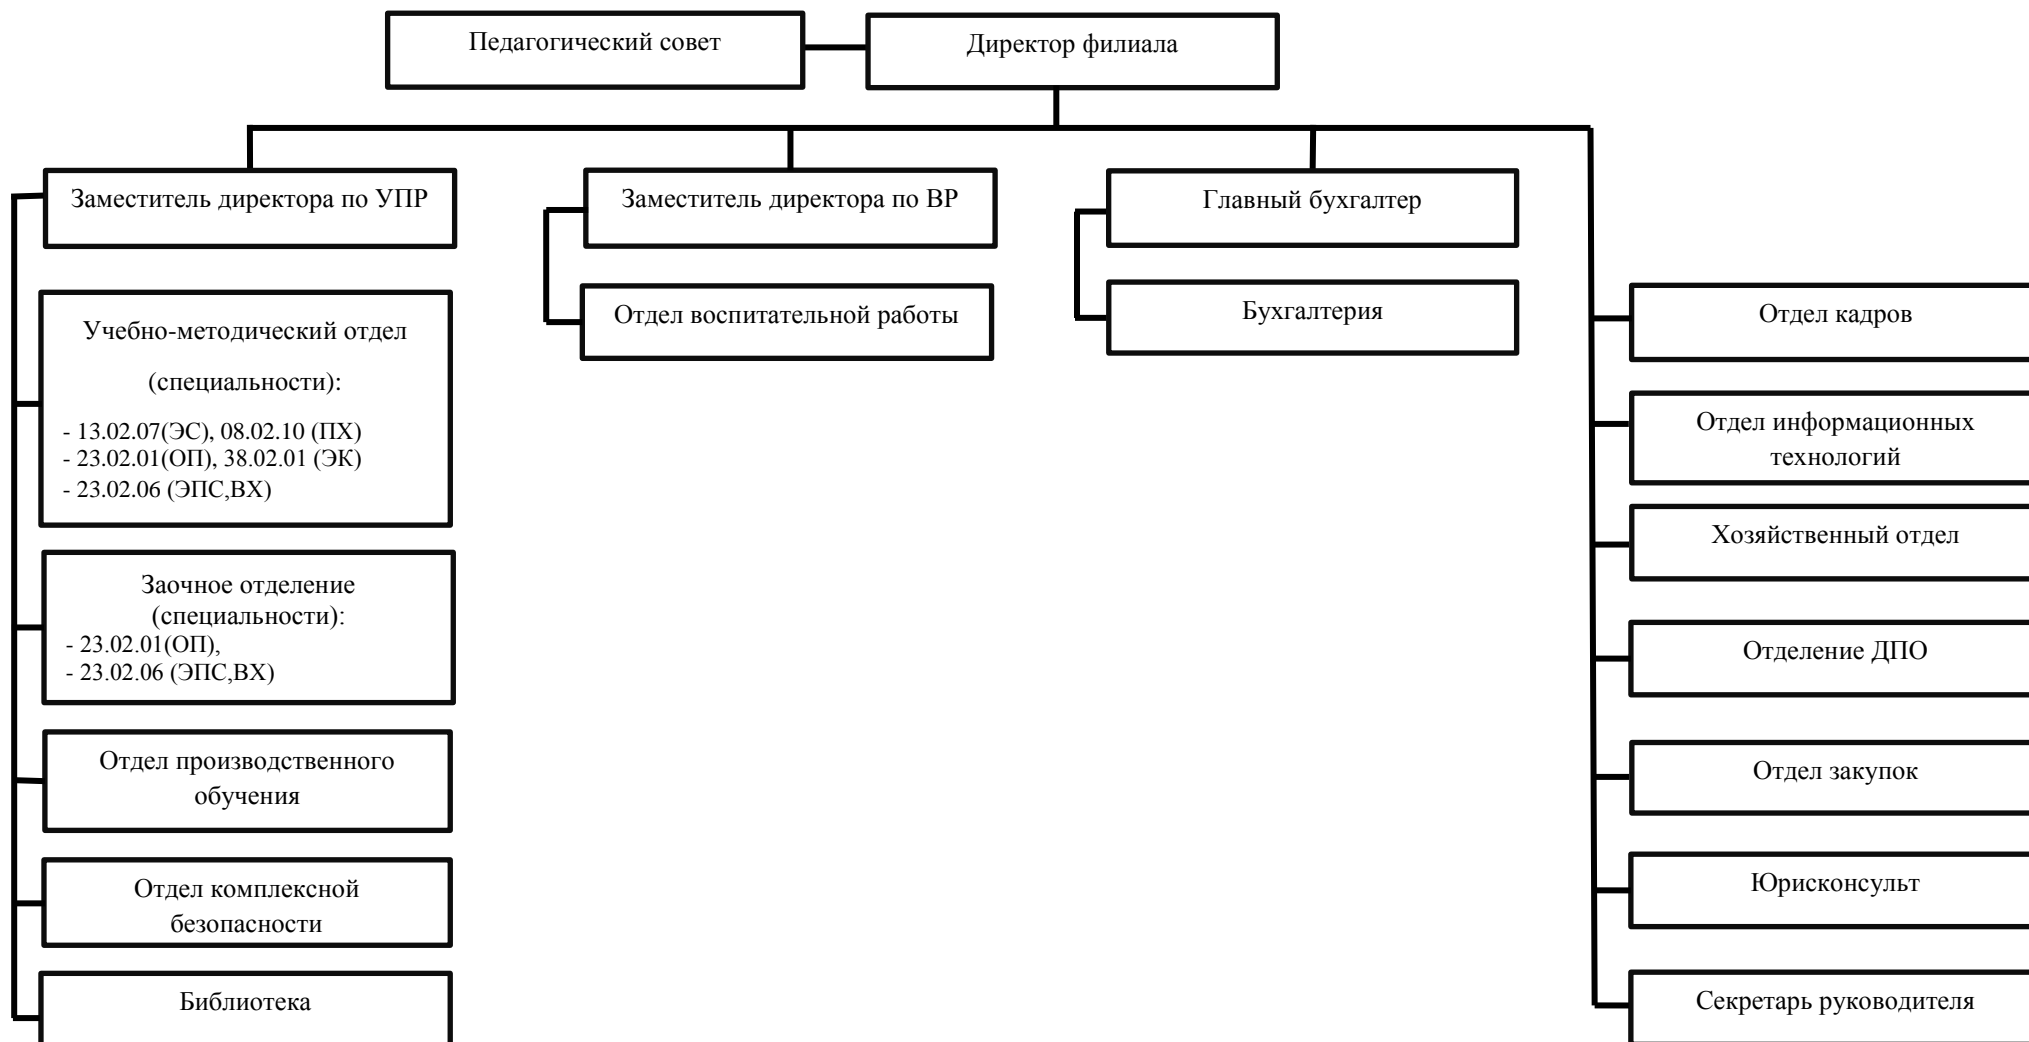 Педагогический совет
Директор филиала
Заместитель директора по УПР
Заместитель директора по ВР
Главный бухгалтер
Учебно-методический отдел
(специальности):
- 13.02.07(ЭС), 08.02.10 (ПХ)
- 23.02.01(ОП), 38.02.01 (ЭК)
- 23.02.06 (ЭПС,ВХ)
Заочное отделение
(специальности):
- 23.02.01(ОП),
- 23.02.06 (ЭПС,ВХ)
Отдел производственного
обучения
Отдел комплексной
безопасности
Библиотека
Отдел воспитательной работы
Бухгалтерия
Отдел кадров
Отдел информационных
технологий
Хозяйственный отдел
Отделение ДПО
Отдел закупок
Юрисконсульт
Секретарь руководителя